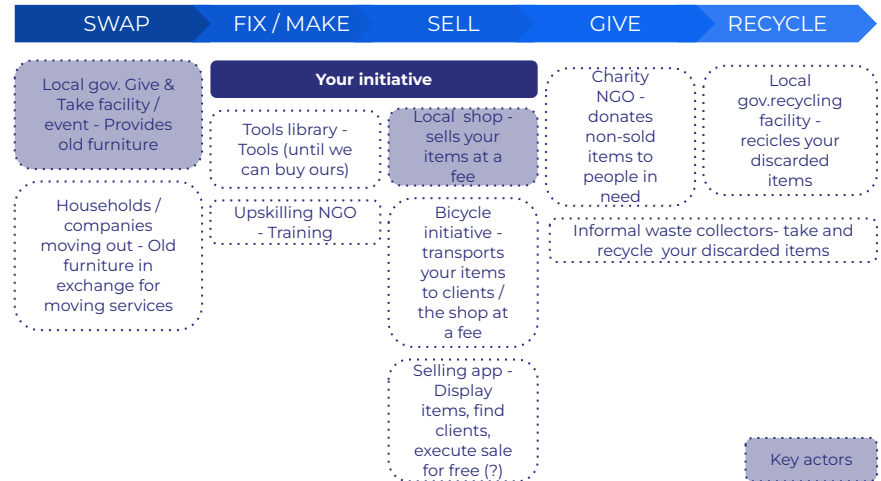 SWAP
FIX / MAKE
SELL
GIVE
RECYCLE
Local gov. Give &
Take facility /
event - Provides
old furniture
Households /
companies
moving out - Old
furniture in
exchange for
moving services
Your initiative
Tools library -
Tools (until we
can buy ours)
Upskilling NGO
- Training
Local  shop -
sells your
items at a
fee
Bicycle
initiative -
transports
your items
to clients /
the shop at
a fee
Selling app -
Display
items, find
clients,
execute sale
for free (?)
Charity
NGO -
donates
non-sold
items to
people in
need
Local
gov.recycling
facility -
recicles your
discarded
items
Informal waste collectors- take and
recycle  your discarded items
Key actors